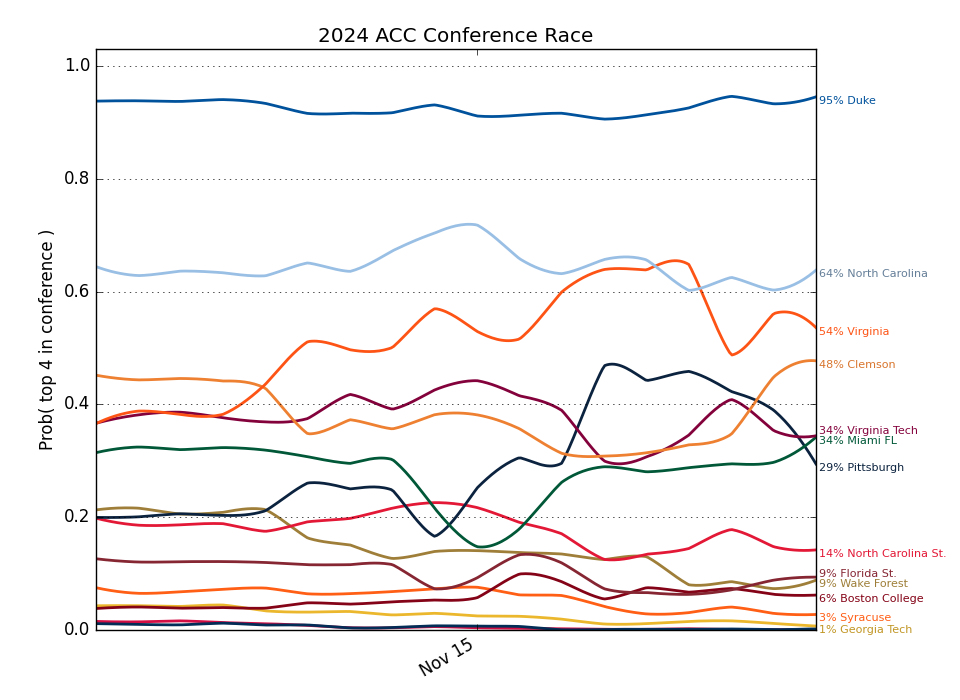 2024 ACC Conference Race
Prob( top 4 in conference )
1.0
0.8
0.6
0.4
0.2
0.0
Nov 15
95% Duke
64% North Carolina
54% Virginia
48% Clemson
34% Virginia Tech
34% Miami FL
29% Pittsburgh
14% North Carolina St.
9% Florida St.
9% Wake Forest
6% Boston College
3% Syracuse
1% Georgia Tech